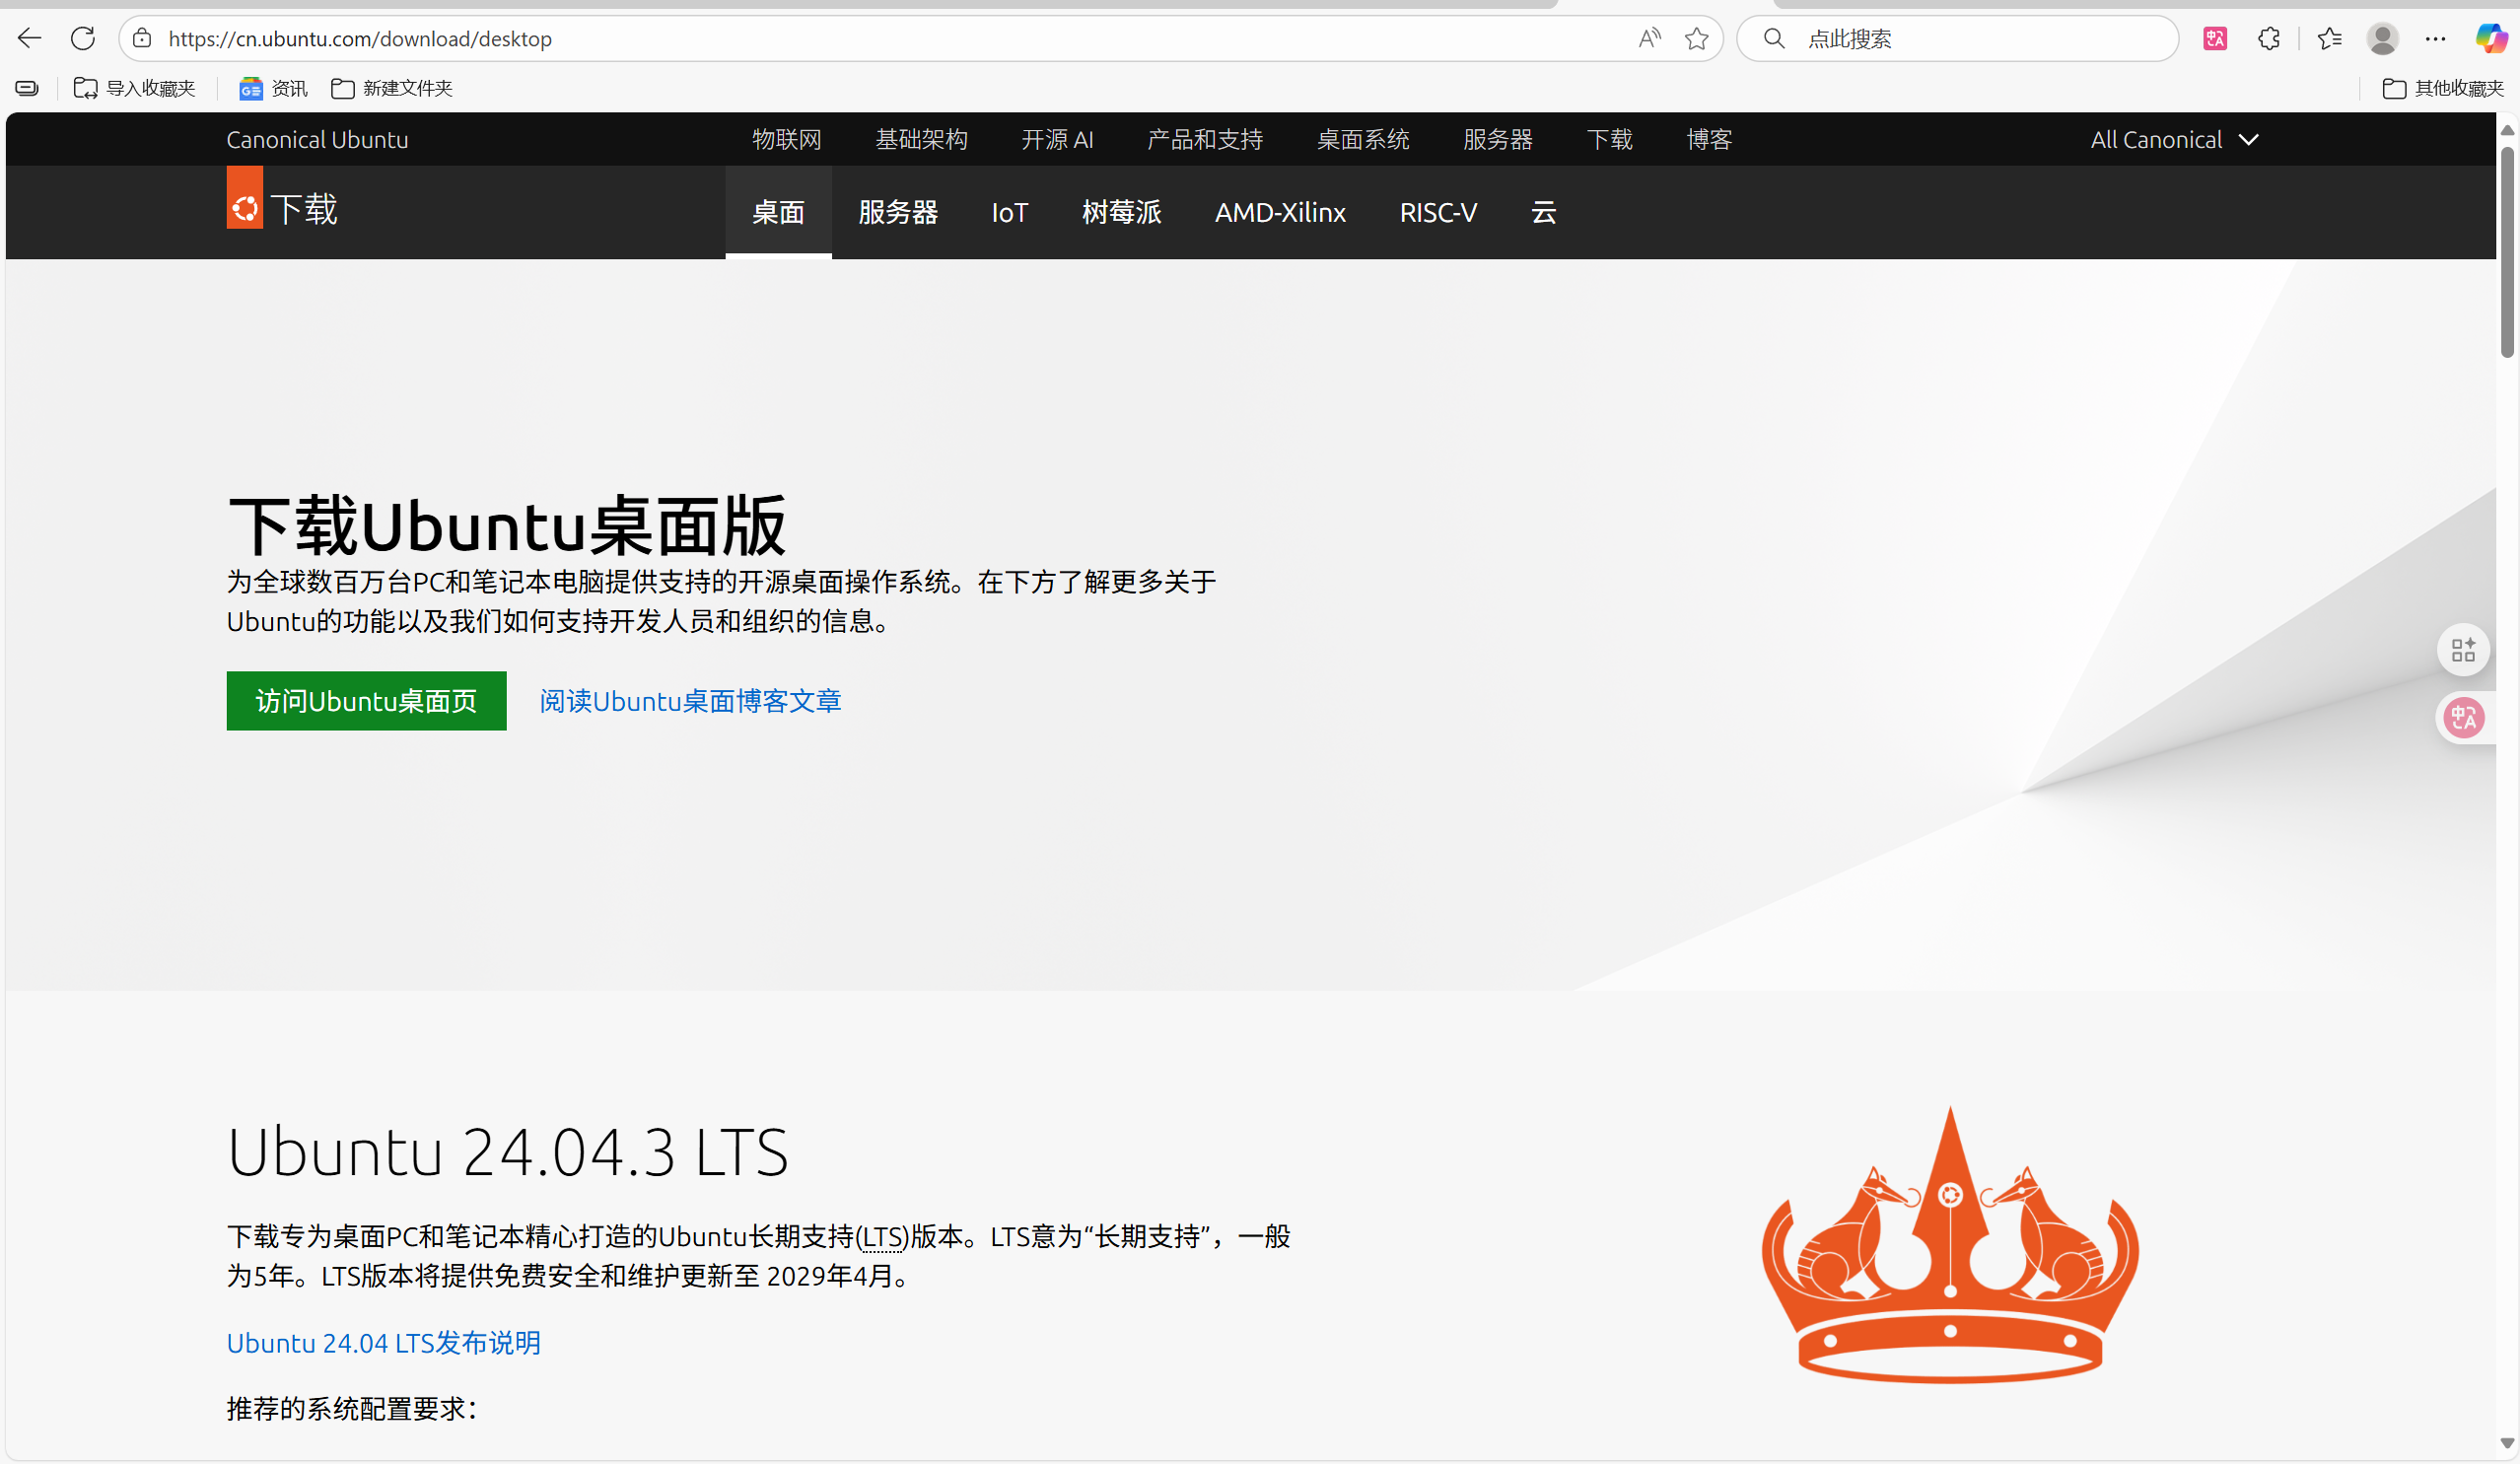 https://cn.ubuntu.com/download/desktop
点此搜索
导入收藏夹
资讯
新建文件夹
其他收藏夹
Canonical Ubuntu
物联网
基础架构
开源 AI
产品和支持
桌面系统
服务器
下载
博客
All Canonical
下载
桌面
服务器
IoT
树莓派
AMD-Xilinx
RISC-V
云
下载Ubuntu桌面版
为全球数百万台PC和笔记本电脑提供支持的开源桌面操作系统。在下方了解更多关于
Ubuntu的功能以及我们如何支持开发人员和组织的信息。
访问Ubuntu桌面页
阅读Ubuntu桌面博客文章
Ubuntu 24.04.3 LTS
下载专为桌面PC和笔记本精心打造的Ubuntu长期支持(LTS)版本。LTS意为“长期支持”，一般
为5年。LTS版本将提供免费安全和维护更新至 2029年4月。
Ubuntu 24.04 LTS发布说明
推荐的系统配置要求：